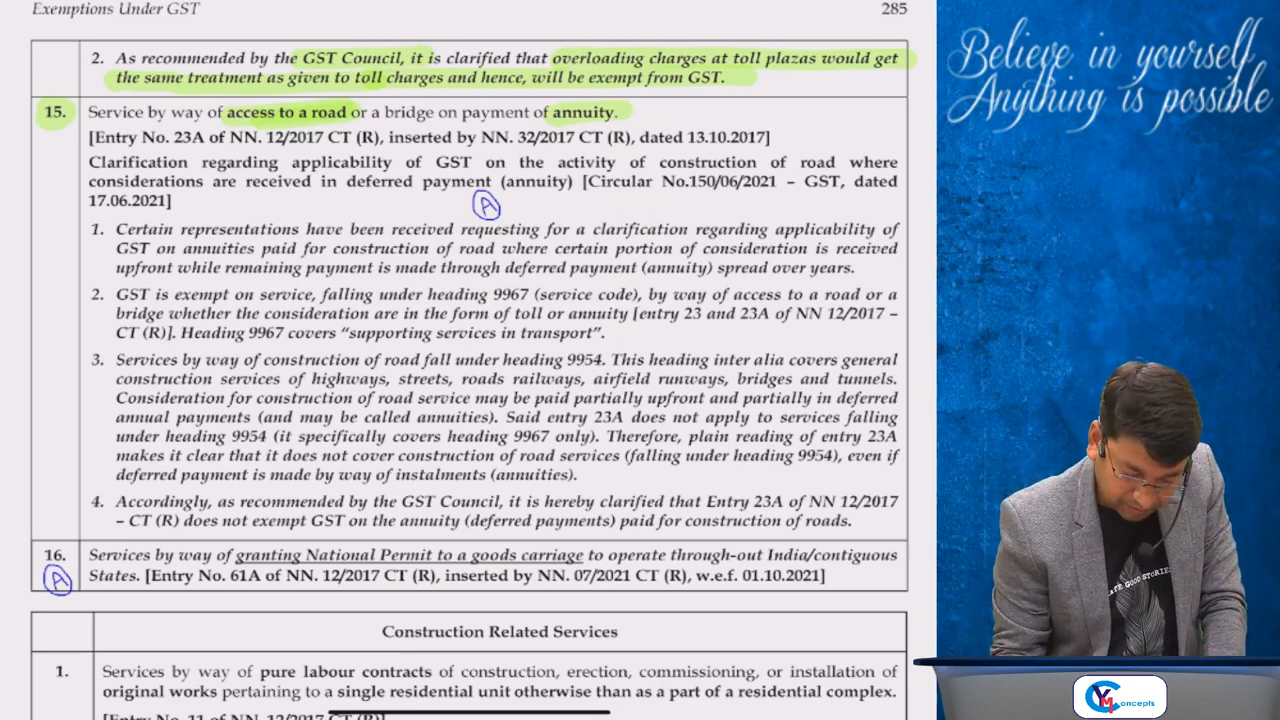 Exemptions Under GST
285
2. As recommended by the GST Council, it is clarified that overloading charges at toll plazas would get
the same treatment as given to toll charges and hence, will be exempt from GST.
15. Service by way of access to a road or a bridge on payment of annuity.
[Entry No. 23A of NN. 12/2017 CT (R), inserted by NN. 32/2017 CT (R), dated 13.10.2017]
Clarification regarding applicability of GST on the activity of construction of road where
considerations are received in deferred payment (annuity) [Circular No.150/06/2021 – GST, dated
17.06.2021]
A
1. Certain representations have been received requesting for a clarification regarding applicability of
GST on annuities paid for construction of road where certain portion of consideration is received
upfront while remaining payment is made through deferred payment (annuity) spread over years.
2. GST is exempt on service, falling under heading 9967 (service code), by way of access to a road or a
bridge whether the consideration are in the form of toll or annuity [entry 23 and 23A of NN 12/2017 –
CT (R)]. Heading 9967 covers “supporting services in transport”.
3. Services by way of construction of road fall under heading 9954. This heading inter alia covers general
construction services of highways, streets, roads railways, airfield runways, bridges and tunnels.
Consideration for construction of road service may be paid partially upfront and partially in deferred
annual payments (and may be called annuities). Said entry 23A does not apply to services falling
under heading 9954 (it specifically covers heading 9967 only). Therefore, plain reading of entry 23A
makes it clear that it does not cover construction of road services (falling under heading 9954), even if
deferred payment is made by way of instalments (annuities).
4. Accordingly, as recommended by the GST Council, it is hereby clarified that Entry 23A of NN 12/2017
– CT (R) does not exempt GST on the annuity (deferred payments) paid for construction of roads.
16. Services by way of granting National Permit to a goods carriage to operate through-out India/contiguous
A States. [Entry No. 61A of NN. 12/2017 CT (R), inserted by NN. 07/2021 CT (R), w.e.f. 01.10.2021]
Construction Related Services
1. Services by way of pure labour contracts of construction, erection, commissioning, or installation of
original works pertaining to a single residential unit otherwise than as a part of a residential complex.
[Entry No. 11 of NN. 12/2017 CT (R)]
Believe in yourself
Anything is possible
GOOD STORIES
CYM
Concepts